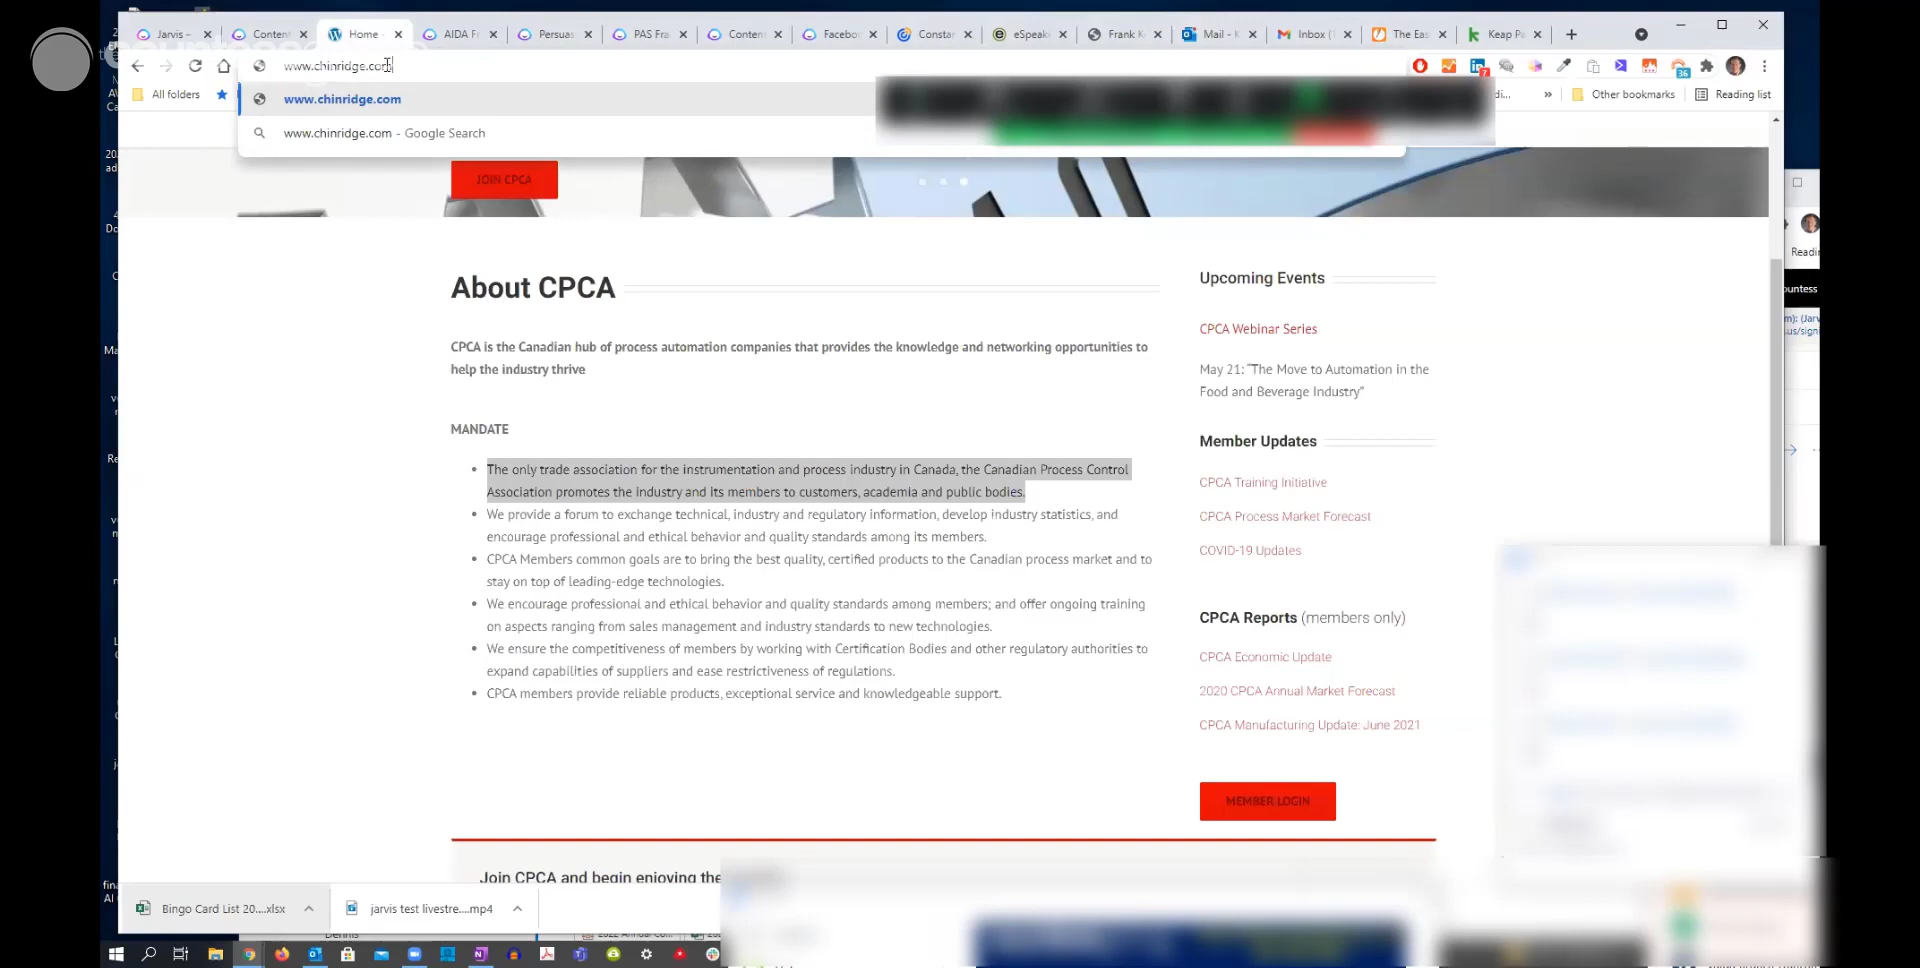 Jarvis –
Content
Home
AIDA Fr
Persua
PAS Fra
Conten
Facebo
Constar
eSpeak
Frank K
Mail - K
Inbox (1
The Eas
Keap Pa
www.chinridge.com
7
36
All folders
www.chinridge.com
Other bookmarks
Reading list
www.chinridge.com - Google Search
JOIN CPCA
About CPCA
CPCA is the Canadian hub of process automation companies that provides the knowledge and networking opportunities to
help the industry thrive
MANDATE
The only trade association for the instrumentation and process industry in Canada, the Canadian Process Control
Association promotes the industry and its members to customers, academia and public bodies.
We provide a forum to exchange technical, industry and regulatory information, develop industry statistics, and
encourage professional and ethical behavior and quality standards among its members.
CPCA Members common goals are to bring the best quality, certified products to the Canadian process market and to
stay on top of leading-edge technologies.
We encourage professional and ethical behavior and quality standards among members; and offer ongoing training
on aspects ranging from sales management and industry standards to new technologies.
We ensure the competitiveness of members by working with Certification Bodies and other regulatory authorities to
expand capabilities of suppliers and ease restrictiveness of regulations.
CPCA members provide reliable products, exceptional service and knowledgeable support.
Upcoming Events
CPCA Webinar Series
May 21: “The Move to Automation in the
Food and Beverage Industry”
Member Updates
CPCA Training Initiative
CPCA Process Market Forecast
COVID-19 Updates
CPCA Reports (members only)
CPCA Economic Update
2020 CPCA Annual Market Forecast
CPCA Manufacturing Update: June 2021
MEMBER LOGIN
Join CPCA and begin enjoying the
Bingo Card List 20....xlsx
jarvis test livestre....mp4
Dennis
Readi
ountess